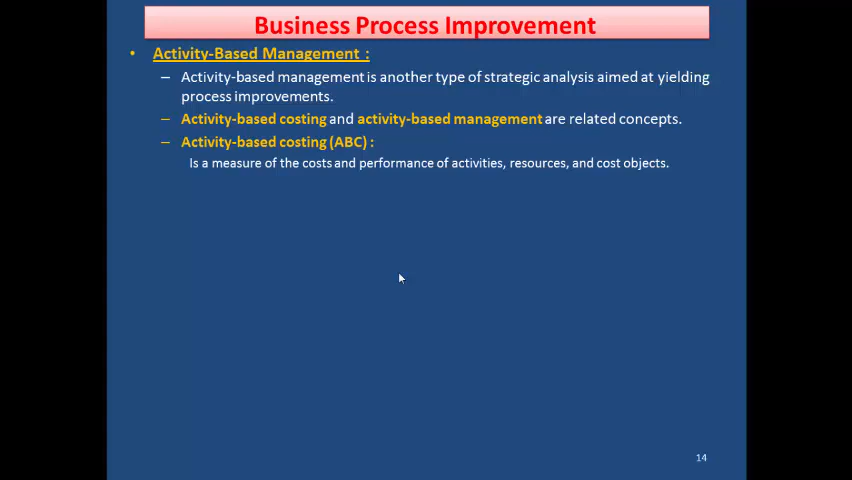 Business Process Improvement
• Activity-Based Management :
– Activity-based management is another type of strategic analysis aimed at yielding
process improvements.
– Activity-based costing and activity-based management are related concepts.
– Activity-based costing (ABC) :
Is a measure of the costs and performance of activities, resources, and cost objects.
14